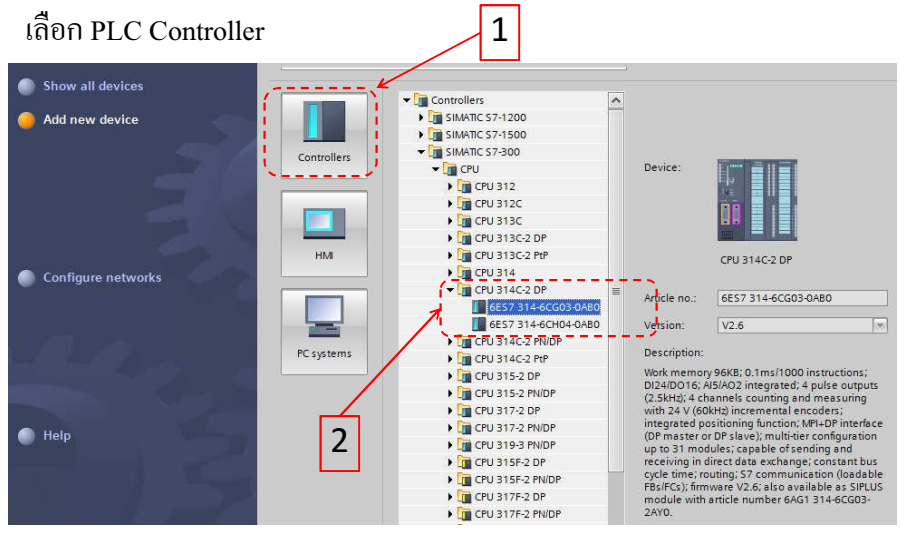 เลือก PLC Controller
1
Show all devices
Add new device
Configure networks
Help
Controllers
HMI
PC systems
Controllers
SIMATIC S7-1200
SIMATIC S7-1500
SIMATIC S7-300
CPU
CPU 312
CPU 312C
CPU 313C
CPU 313C-2 DP
CPU 313C-2 PtP
CPU 314
CPU 314C-2 DP
6ES7 314-6CG03-0AB0
6ES7 314-6CH04-0AB0
CPU 314C-2 PN/DP
CPU 314C-2 PtP
CPU 315-2 DP
CPU 315-2 PN/DP
CPU 317-2 DP
CPU 317-2 PN/DP
CPU 319-3 PN/DP
CPU 315F-2 DP
CPU 315F-2 PN/DP
CPU 317F-2 DP
CPU 317F-2 PN/DP
2
Device:
CPU 314C-2 DP
Article no.: 6ES7 314-6CG03-0AB0
Version: V2.6
Description:
Work memory 96KB; 0.1ms/1000 instructions;
DI24/DO16; AI5/AO2 integrated; 4 pulse outputs
(2.5kHz); 4 channels counting and measuring
with 24 V (60kHz) incremental encoders;
integrated positioning function; MPI+DP interface
(DP master or DP slave); multi-tier configuration
up to 31 modules; capable of sending and
receiving in direct data exchange; constant bus
cycle time; routing; S7 communication (loadable
FBs/FCs); firmware V2.6; also available as SIPLUS
module with article number 6AG1 314-6CG03-
2AY0.